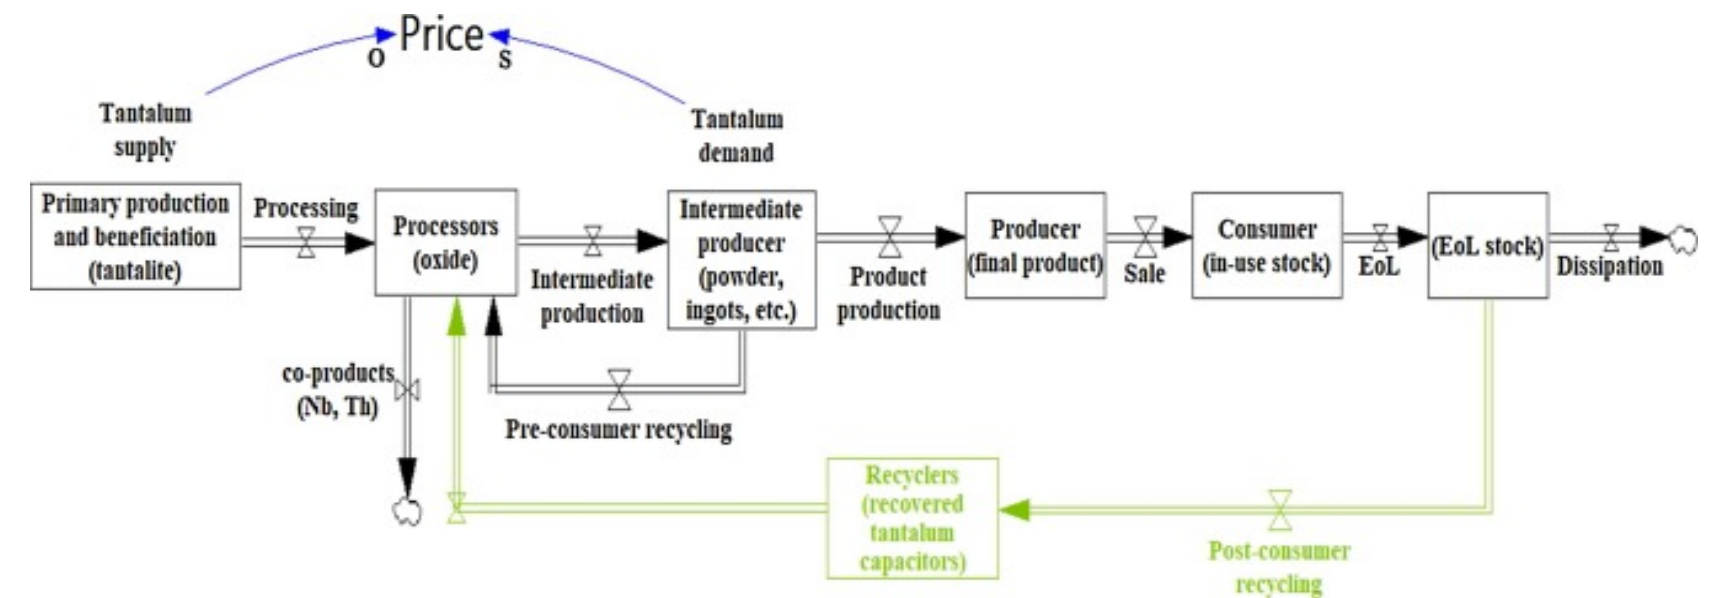 Price
o
s
Tantalum
supply
Tantalum
demand
Primary production
and beneficiation
(tantalite)
Processing
Processors
(oxide)
Intermediate
production
Intermediate
producer
(powder,
ingots, etc.)
Product
production
Producer
(final product)
Sale
Consumer
(in-use stock)
EoL
(EoL stock)
Dissipation
co-products
(Nb, Th)
Pre-consumer recycling
Recyclers
(recovered
tantalum
capacitors)
Post-consumer
recycling